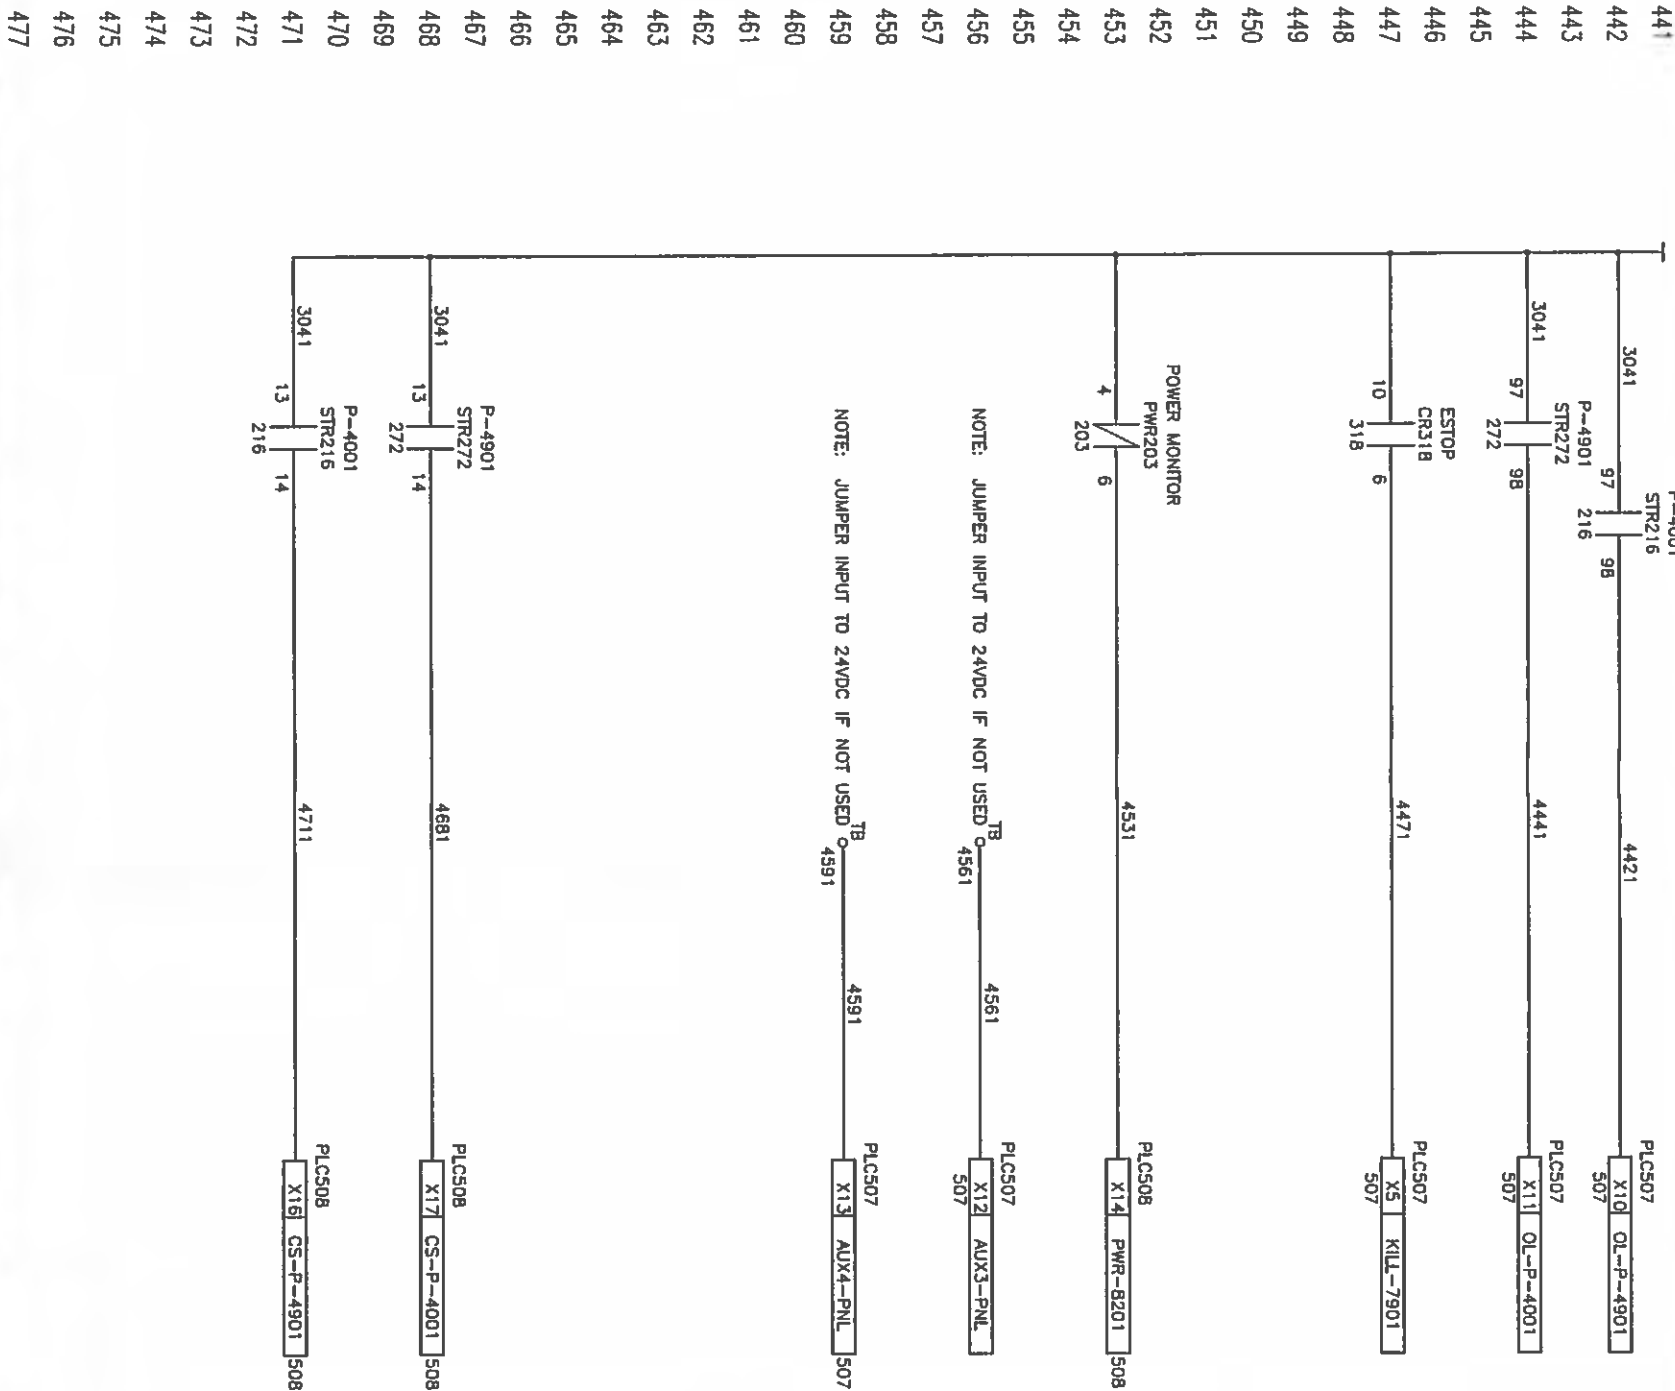 441
442
443
444
445
446
447
448
449
450
451
452
453
454
455
456
457
458
459
460
461
462
463
464
465
466
467
468
469
470
471
472
473
474
475
476
477
P-4001
STR216
3041 97 216 98 4421
PLC507
507
X10 OL-P-4901
P-4901
STR272
3041 97 272 98 4441
PLC507
507
X11 OL-P-4001
ESTOP
CR318
10 318 6 4471
PLC507
507
X5 KILL-7901
POWER MONITOR
PWR203
4 203 6 4531
PLC508
X14 PWR-8201 508
NOTE: JUMPER INPUT TO 24VDC IF NOT USED TB
4561 4561
PLC507
507
X12 AUX3-PNL
NOTE: JUMPER INPUT TO 24VDC IF NOT USED TB
4591 4591
PLC507
X13 AUX4-PNL 507
P-4901
STR272
3041 13 272 14 4681
PLC508
X17 CS-P-4001 508
P-4001
STR216
3041 13 216 14 4711
PLC508
X16 CS-P-4901 508